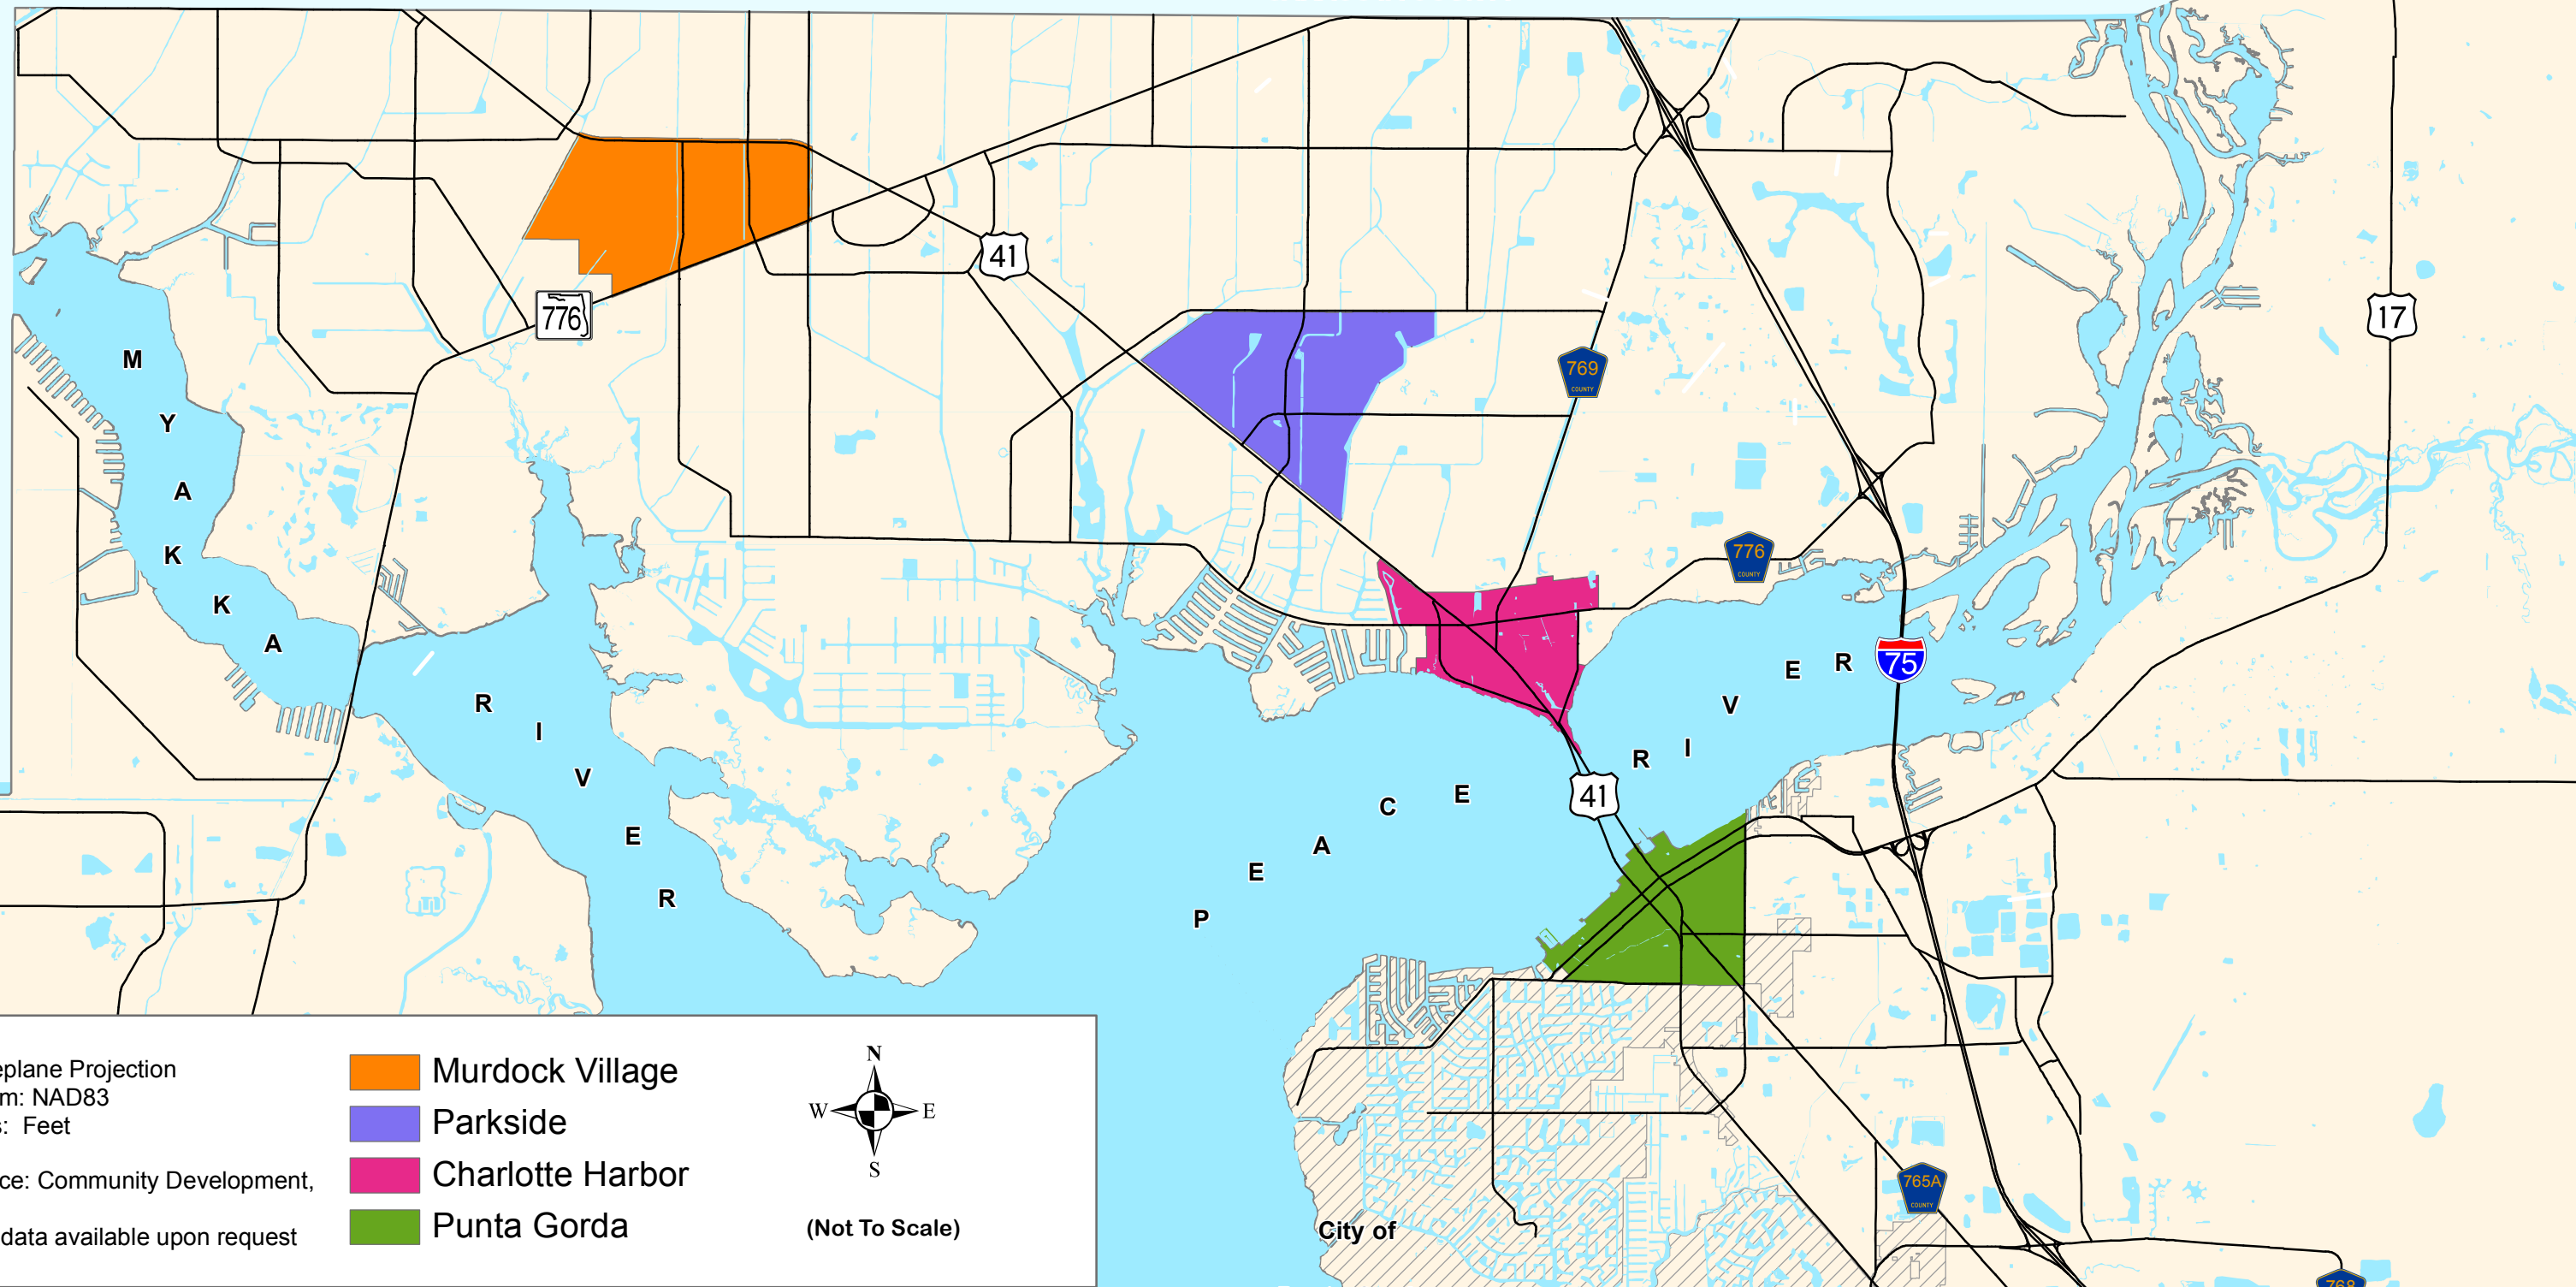 41
776
17
769
COUNTY
776
COUNTY
75
41
M Y A K K A
R I V E R
P E A C E
R I V E R
eplane Projection
m: NAD83
s: Feet
ce: Community Development,
data available upon request
Murdock Village
Parkside
Charlotte Harbor
Punta Gorda
N
W E
S
(Not To Scale)
City of
765A
COUNTY
768